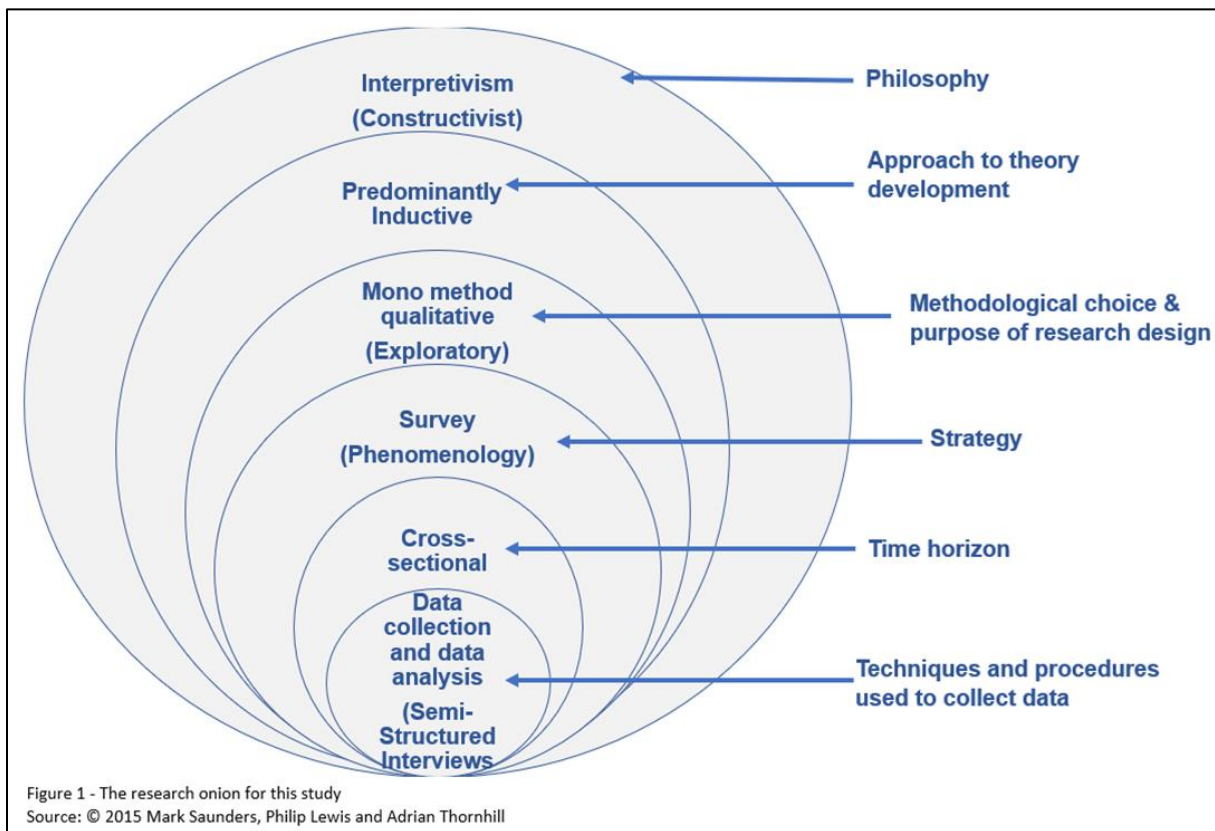 Interpretivism
(Constructivist)
Philosophy
Predominantly
Inductive
Approach to theory
development
Mono method
qualitative
(Exploratory)
Methodological choice &
purpose of research design
Survey
(Phenomenology)
Strategy
Cross-
sectional
Time horizon
Data
collection
and data
analysis
(Semi-
Structured
Interviews
Techniques and procedures
used to collect data
Figure 1 - The research onion for this study
Source: © 2015 Mark Saunders, Philip Lewis and Adrian Thornhill